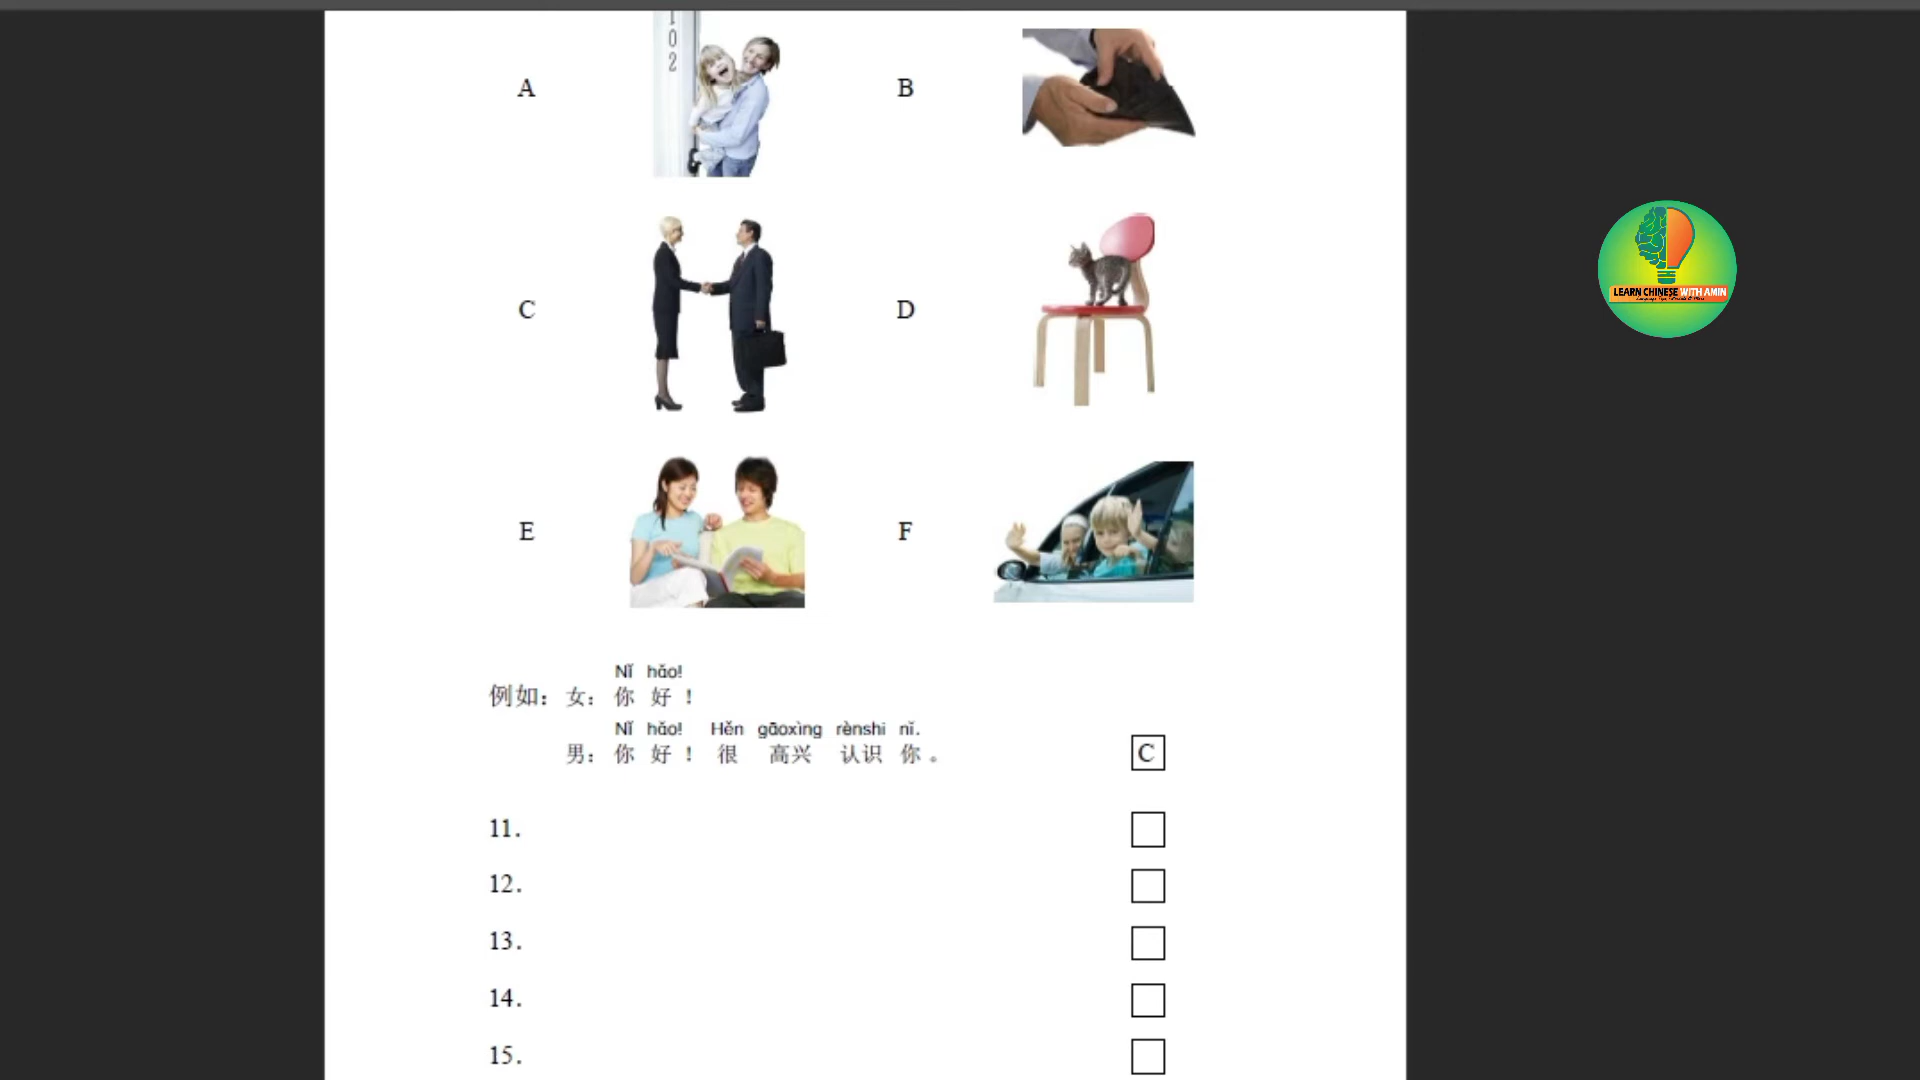 102
A
B
C
D
E
F
Nǐ hǎo!
例如：女：你 好！
Nǐ hǎo! Hěn gāoxìng rènshi nǐ.
男：你 好！很 高兴 认识 你。
C
11.
12.
13.
14.
15.
LEARN CHINESE WITH AMIN